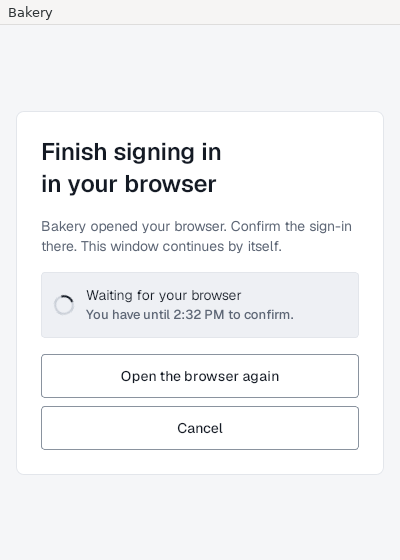 Bakery
Finish signing in
in your browser
Bakery opened your browser. Confirm the sign-in
there. This window continues by itself.
Waiting for your browser
You have until 2:32 PM to confirm.
Open the browser again
Cancel